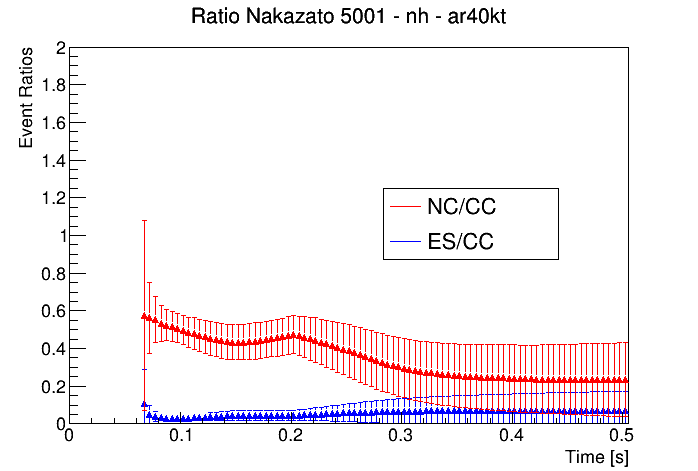 Ratio Nakazato 5001 - nh - ar40kt
Event Ratios
2
1.8
1.6
1.4
1.2
1
0.8
0.6
0.4
0.2
0
NC/CC
ES/CC
0 0.1 0.2 0.3 0.4 0.5
Time [s]